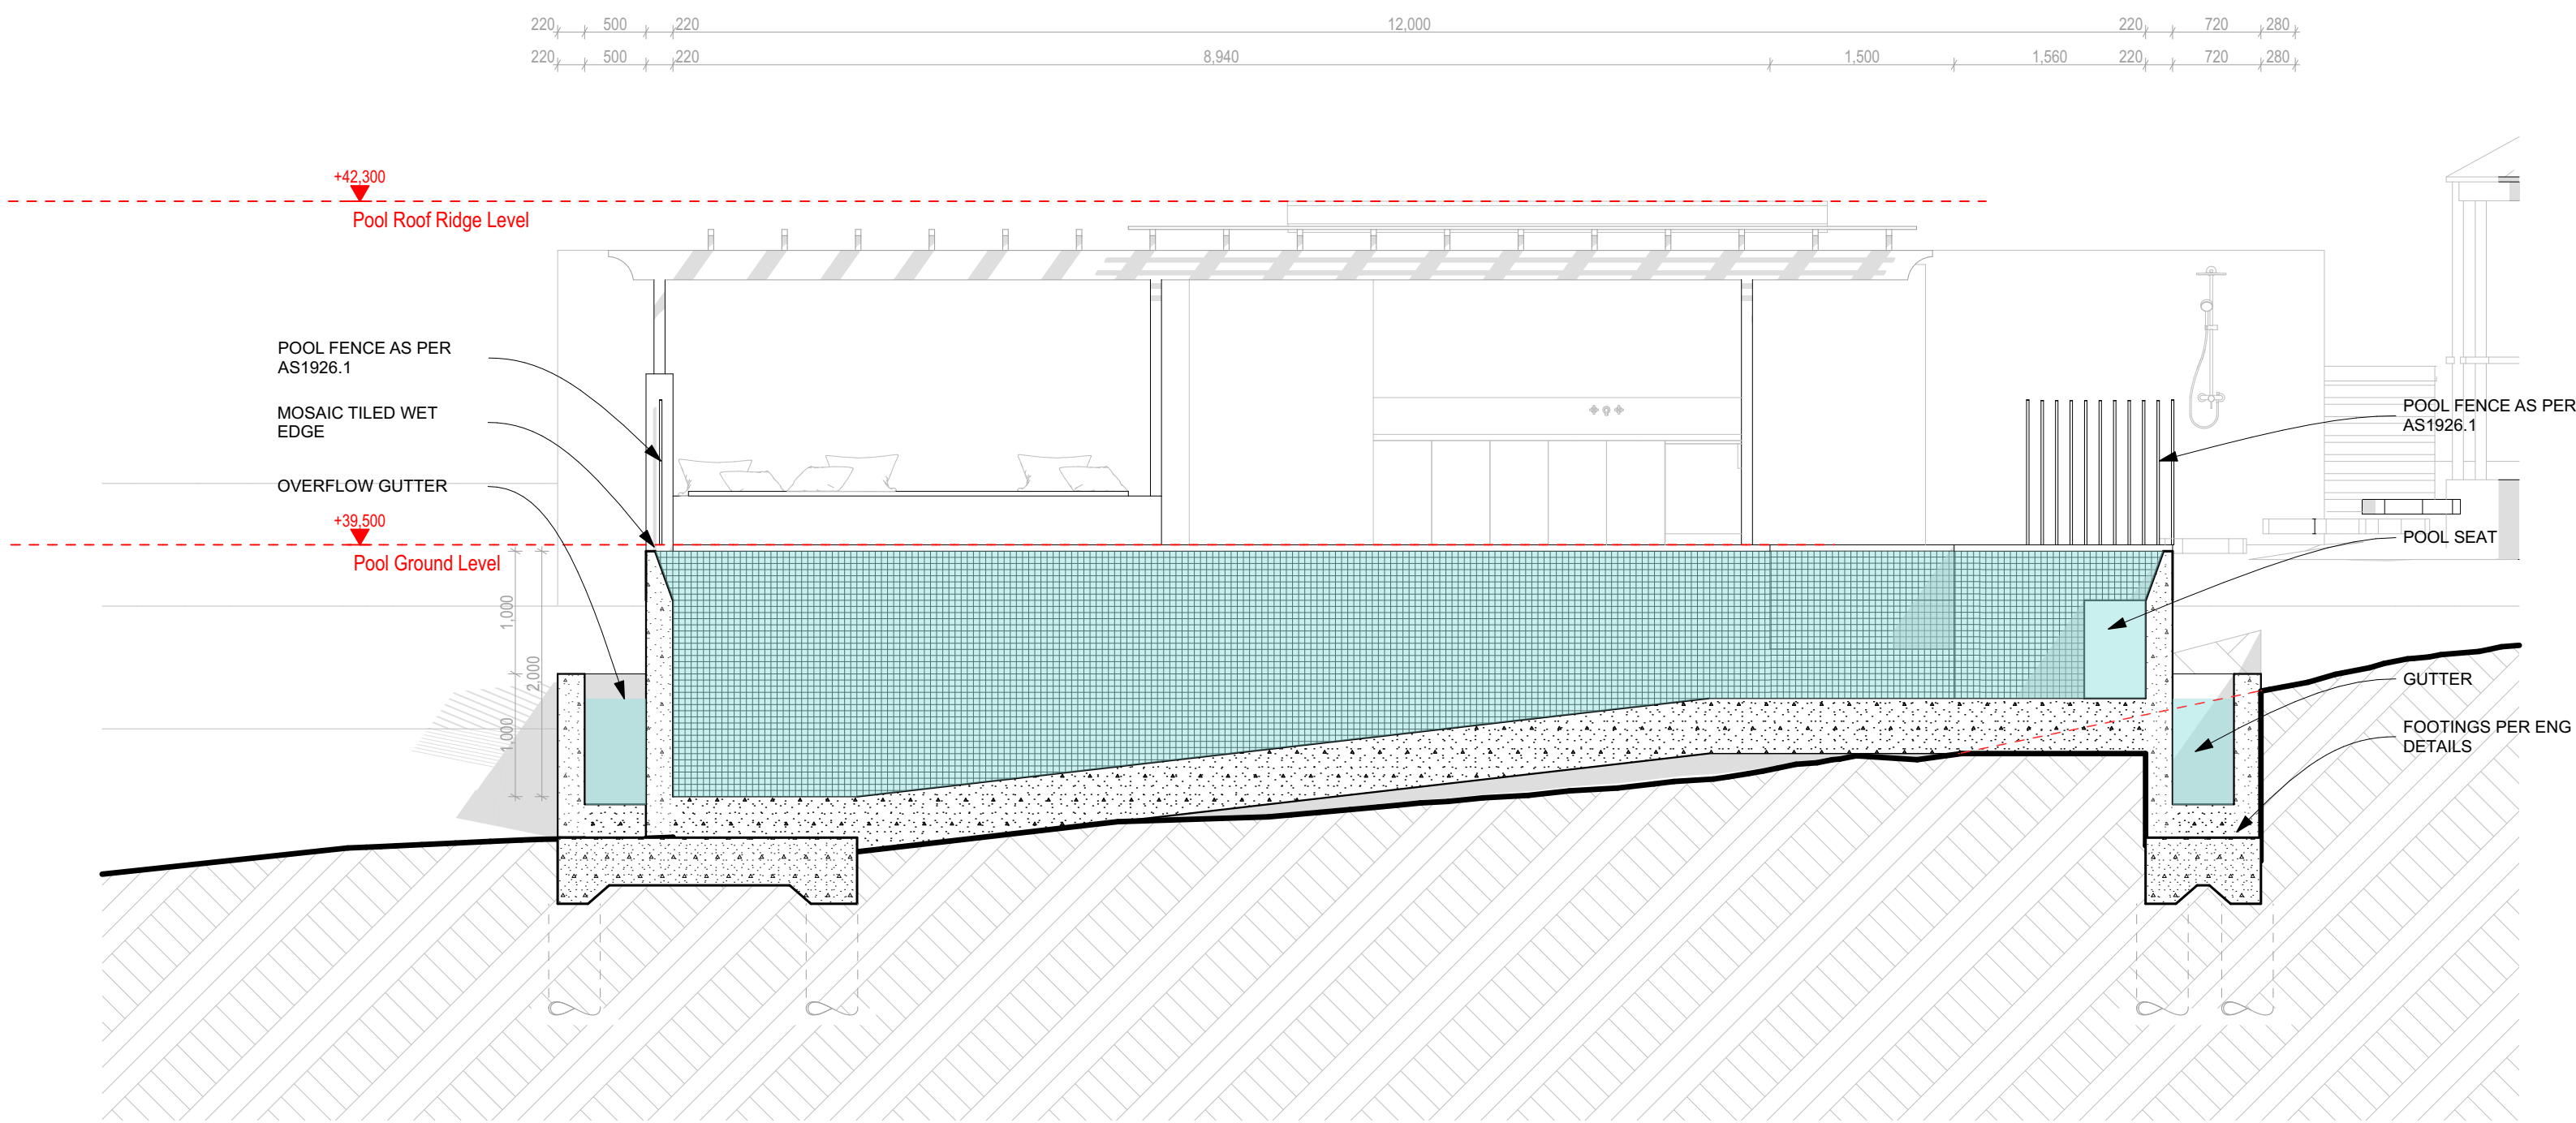 220 500 220 12,000 220 720 280
220 500 220 8,940 1,500 1,560 220 720 280
+42,300
Pool Roof Ridge Level
POOL FENCE AS PER
AS1926.1
MOSAIC TILED WET
EDGE
OVERFLOW GUTTER
+39,500
Pool Ground Level
1,000
2,000
1,000
POOL FENCE AS PER
AS1926.1
POOL SEAT
GUTTER
FOOTINGS PER ENG
DETAILS